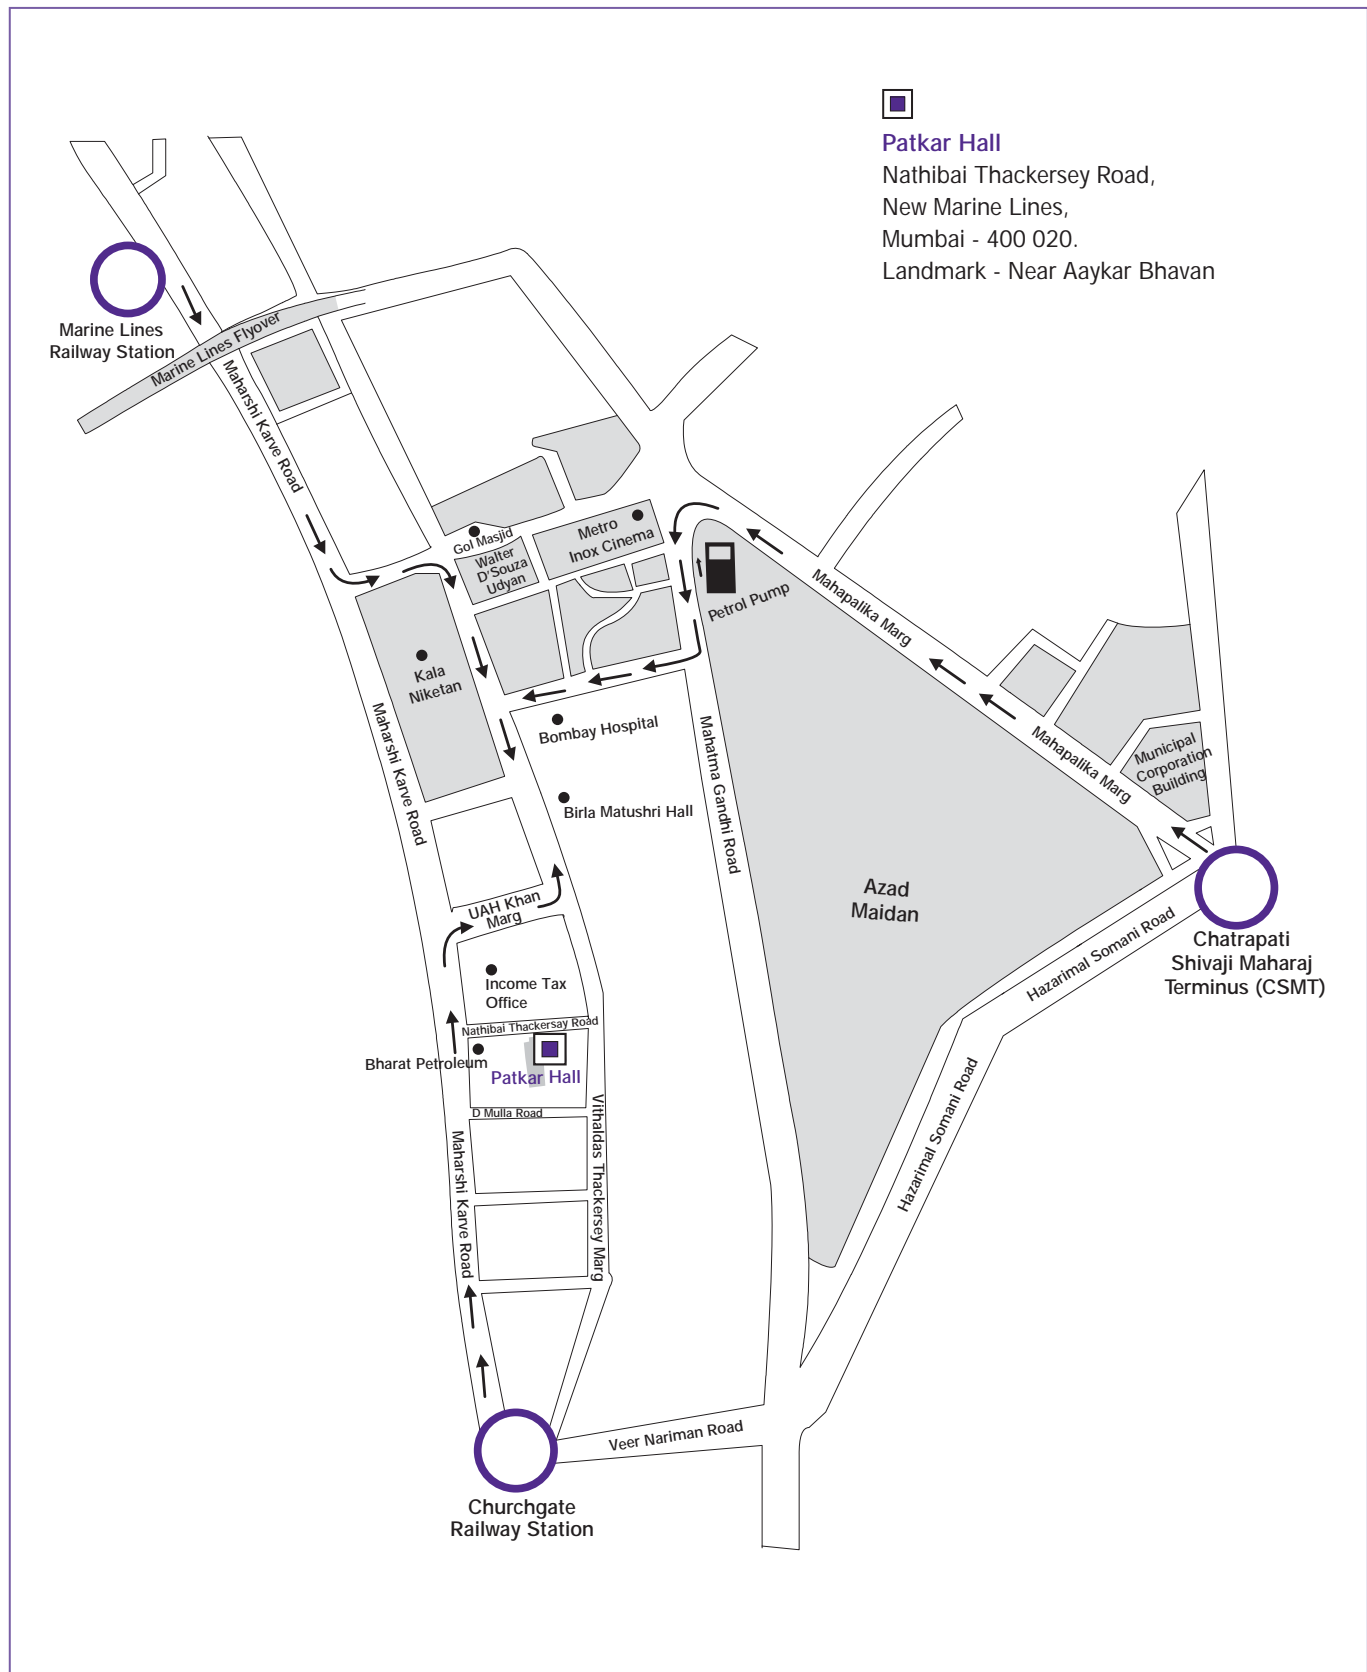 Patkar Hall
Nathibai Thackersey Road,
New Marine Lines,
Mumbai - 400 020.
Landmark - Near Aaykar Bhavan
Marine Lines
Railway Station
Marine Lines Flyover
Maharshi Karve Road
Gol Masjid
Walter
D'Souza
Udyan
Metro
Inox Cinema
Petrol Pump
Mahapalika Marg
Kala
Niketan
Maharshi Karve Road
Bombay Hospital
Mahatma Gandhi Road
Mahapalika Marg
Municipal
Corporation
Building
Birla Matushri Hall
Azad
Maidan
UAH Khan
Marg
Hazarimal Somani Road
Chatrapati
Shivaji Maharaj
Terminus (CSMT)
Income Tax
Office
Nathibai Thackersay Road
Bharat Petroleum
Patkar Hall
D Mulla Road
Maharshi Karve Road
Vithaldas Thackersey Marg
Hazarimal Somani Road
Veer Nariman Road
Churchgate
Railway Station